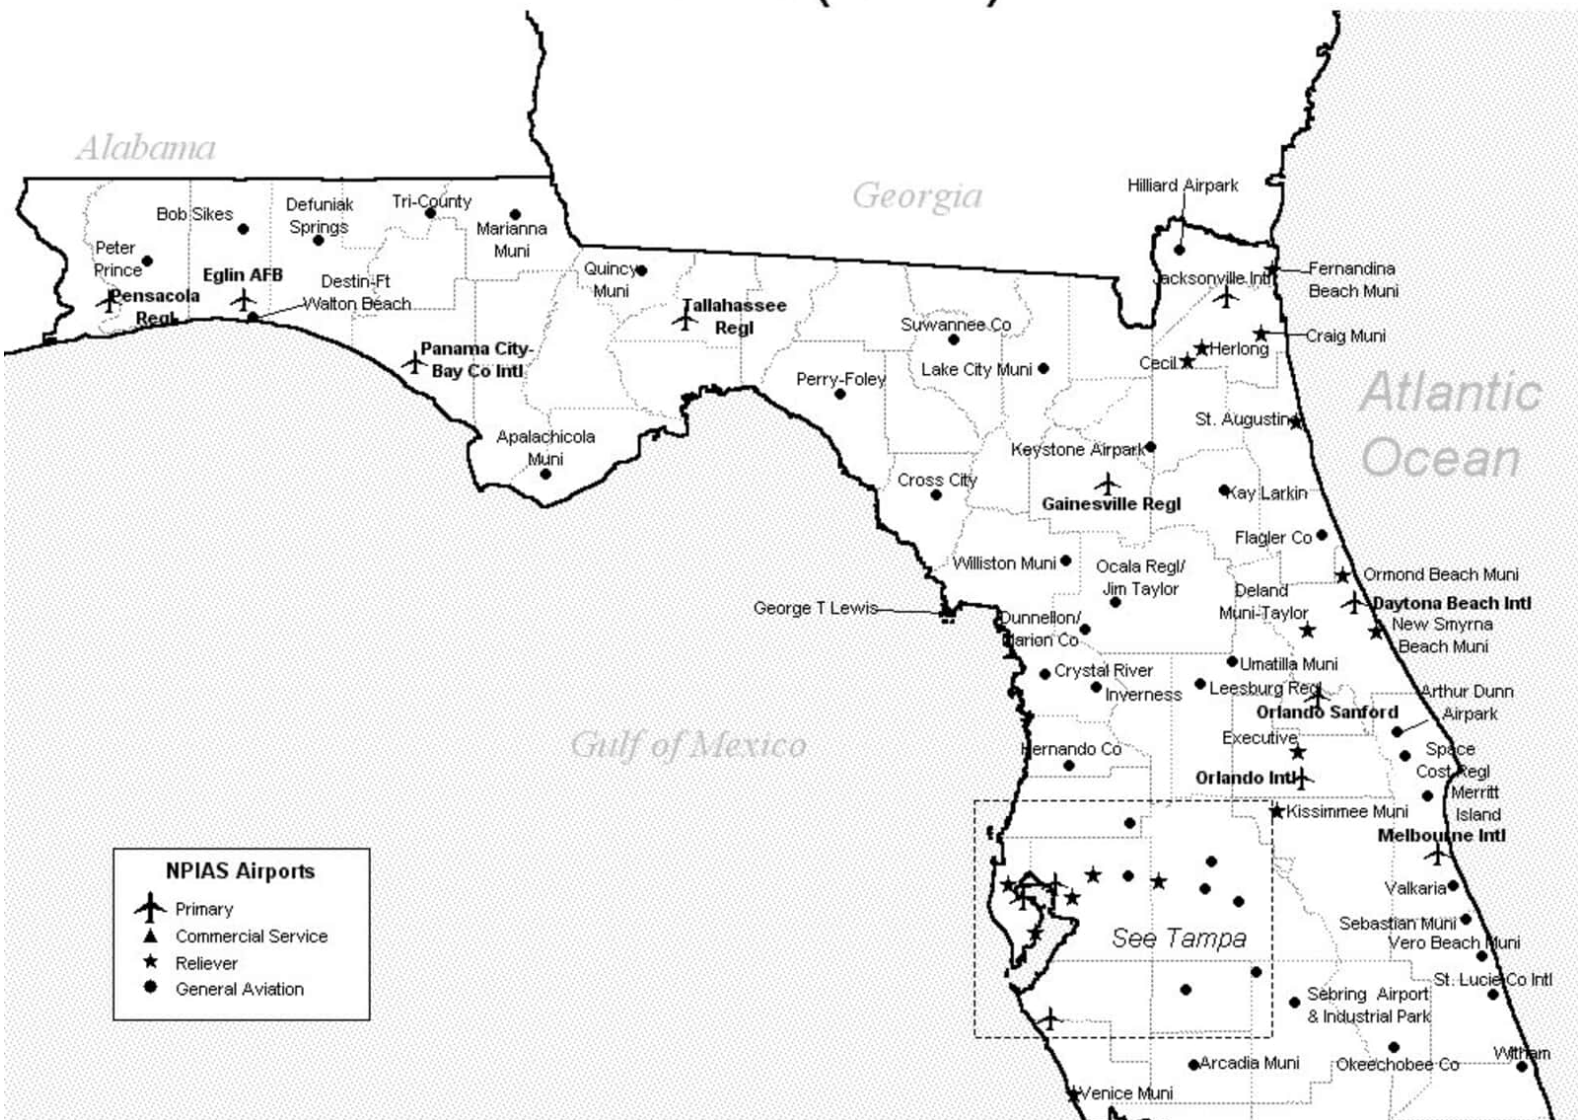 Alabama
Georgia
Hilliard Airpark
Bob Sikes
Defuniak
Springs
Tri-County
Marianna
Muni
Peter
Prince
Eglin AFB
Destin-Ft
Walton Beach
Pensacola
Regl
Quincy
Muni
Tallahassee
Regl
Jacksonville Intl
Fernandina
Beach Muni
Suwannee Co
Craig Muni
Herlong
Cecil
Panama City-
Bay Co Intl
Lake City Muni
Perry-Foley
Atlantic
Ocean
St. Augustine
Apalachicola
Muni
Keystone Airpark
Cross City
Gainesville Regl
Kay Larkin
Flagler Co
Williston Muni
Ocala Regl/
Jim Taylor
Ormond Beach Muni
Deland
Muni-Taylor
Daytona Beach Intl
New Smyrna
Beach Muni
George T Lewis
Dunnellon/
Marion Co
Crystal River
Inverness
Umatilla Muni
Leesburg Regl
Arthur Dunn
Airpark
Orlando Sanford
Gulf of Mexico
Hernando Co
Executive
Space
Cost Regl
Orlando Intl
Merritt
Island
Kissimmee Muni
Melbourne Intl
NPIAS Airports
Primary
Commercial Service
Reliever
General Aviation
See Tampa
Valkaria
Sebastian Muni
Vero Beach Muni
St. Lucie Co Intl
Sebring Airport
& Industrial Park
Witham
Arcadia Muni
Okeechobee Co
Venice Muni